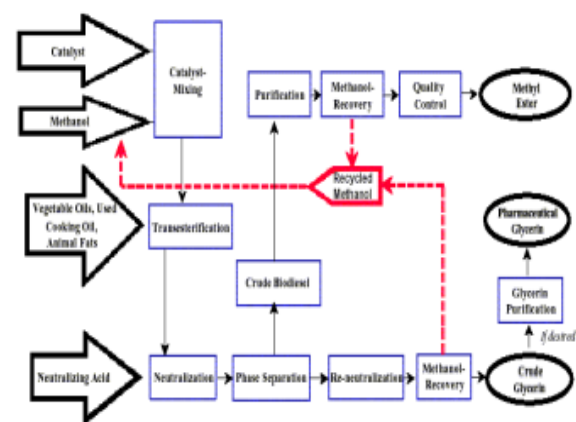 Catalyst
Catalyst-
Mixing
Methanol
Purification
Methanol-
Recovery
Quality
Control
Methyl
Ester
Recycled
Methanol
Vegetable Oils, Used
Cooking Oil,
Animal Fats
Transesterification
Pharmaceutical
Glycerin
Crude Biodiesel
Glycerin
Purification
If desired
Neutralizing Acid
Neutralization
Phase Separation
Re-neutralization
Methanol-
Recovery
Crude
Glycerin